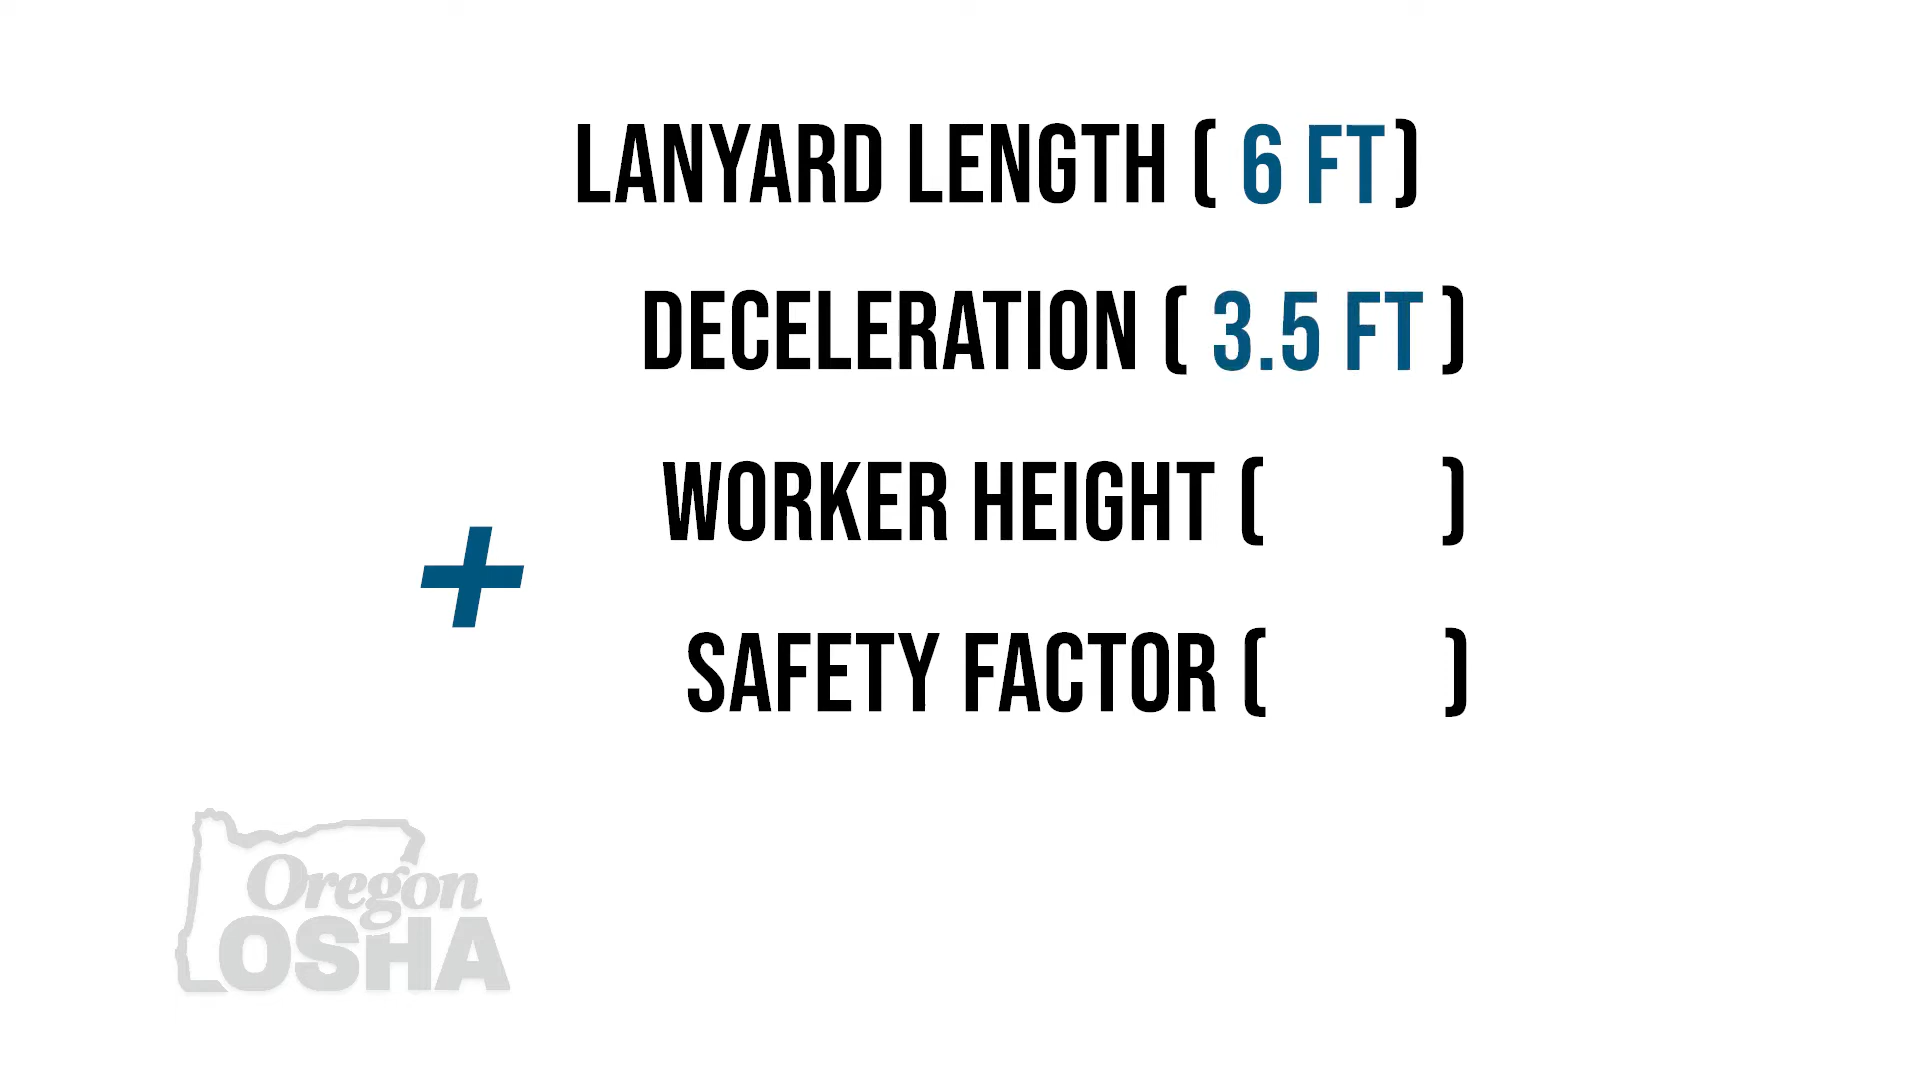 LANYARD LENGTH ( 6 FT )
DECELERATION ( 3.5 FT )
WORKER HEIGHT ( )
+
SAFETY FACTOR ( )
Oregon
OSHA